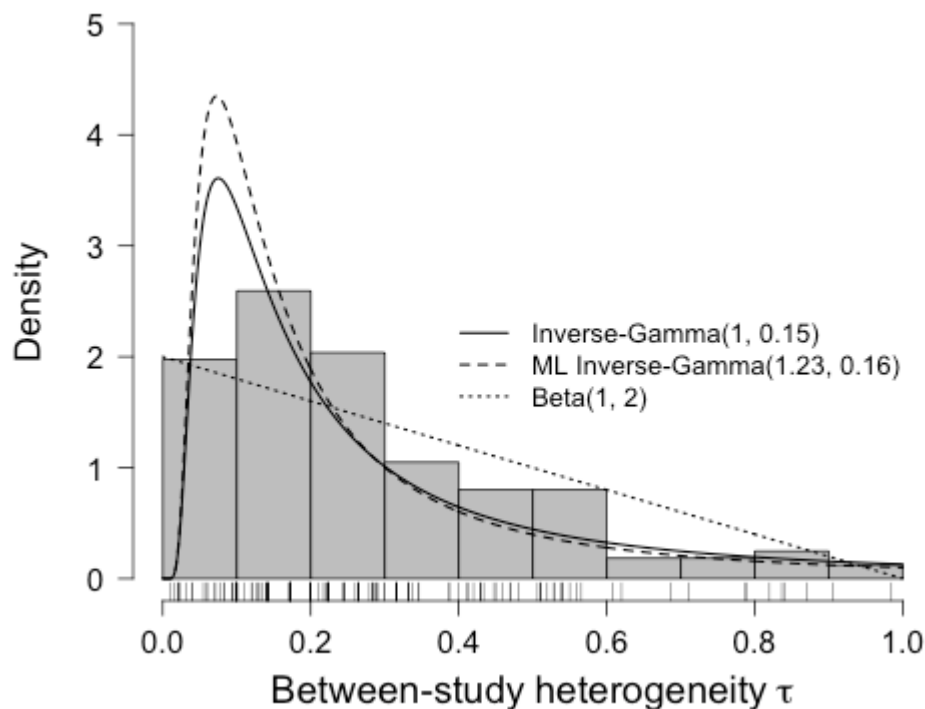 5
4
3
2
1
0
Density
Inverse-Gamma(1, 0.15)
ML Inverse-Gamma(1.23, 0.16)
Beta(1, 2)
0.0 0.2 0.4 0.6 0.8 1.0
Between-study heterogeneity τ